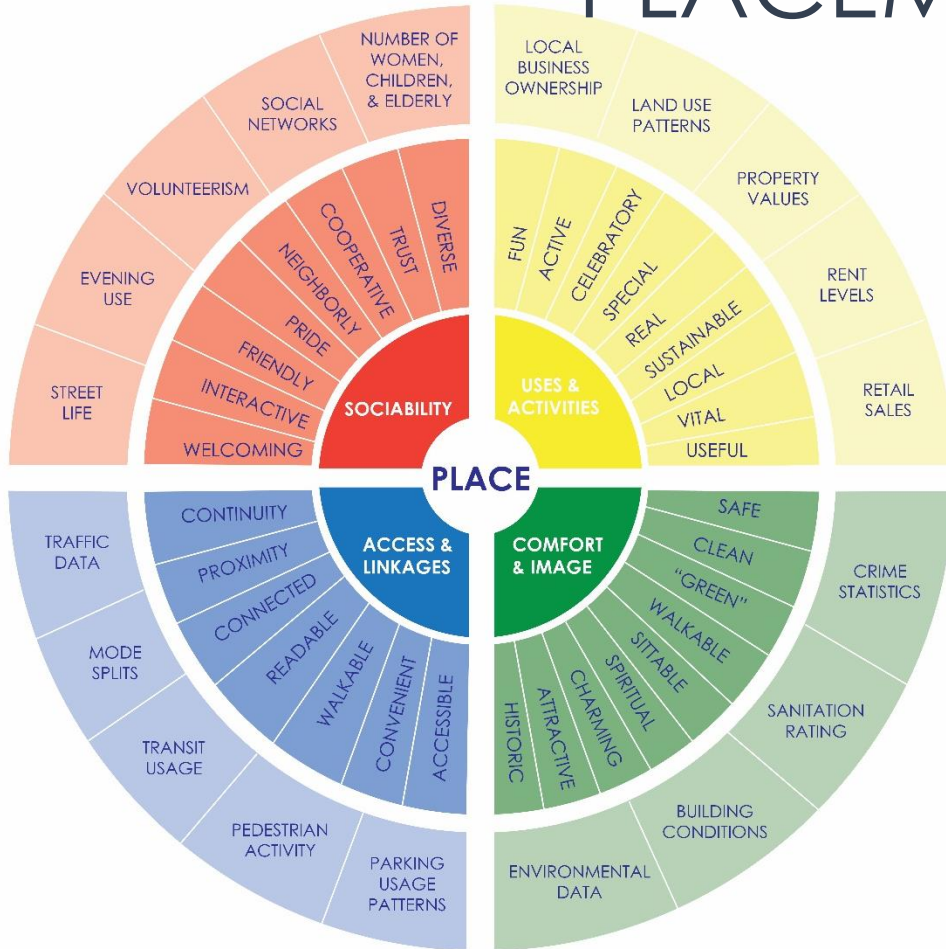 PLACEM
NUMBER OF
WOMEN,
CHILDREN,
& ELDERLY
SOCIAL
NETWORKS
VOLUNTEERISM
EVENING
USE
STREET
LIFE
DIVERSE
TRUST
COOPERATIVE
NEIGHBORLY
PRIDE
FRIENDLY
INTERACTIVE
WELCOMING
SOCIABILITY
LOCAL
BUSINESS
OWNERSHIP
LAND USE
PATTERNS
PROPERTY
VALUES
RENT
LEVELS
RETAIL
SALES
FUN
ACTIVE
CELEBRATORY
SPECIAL
REAL
SUSTAINABLE
LOCAL
VITAL
USEFUL
USES &
ACTIVITIES
PLACE
ACCESS &
LINKAGES
CONTINUITY
PROXIMITY
CONNECTED
READABLE
WALKABLE
CONVENIENT
ACCESSIBLE
TRAFFIC
DATA
MODE
SPLITS
TRANSIT
USAGE
PEDESTRIAN
ACTIVITY
PARKING
USAGE
PATTERNS
COMFORT
& IMAGE
SAFE
CLEAN
"GREEN"
WALKABLE
SITTABLE
SPIRITUAL
CHARMING
ATTRACTIVE
HISTORIC
CRIME
STATISTICS
SANITATION
RATING
BUILDING
CONDITIONS
ENVIRONMENTAL
DATA